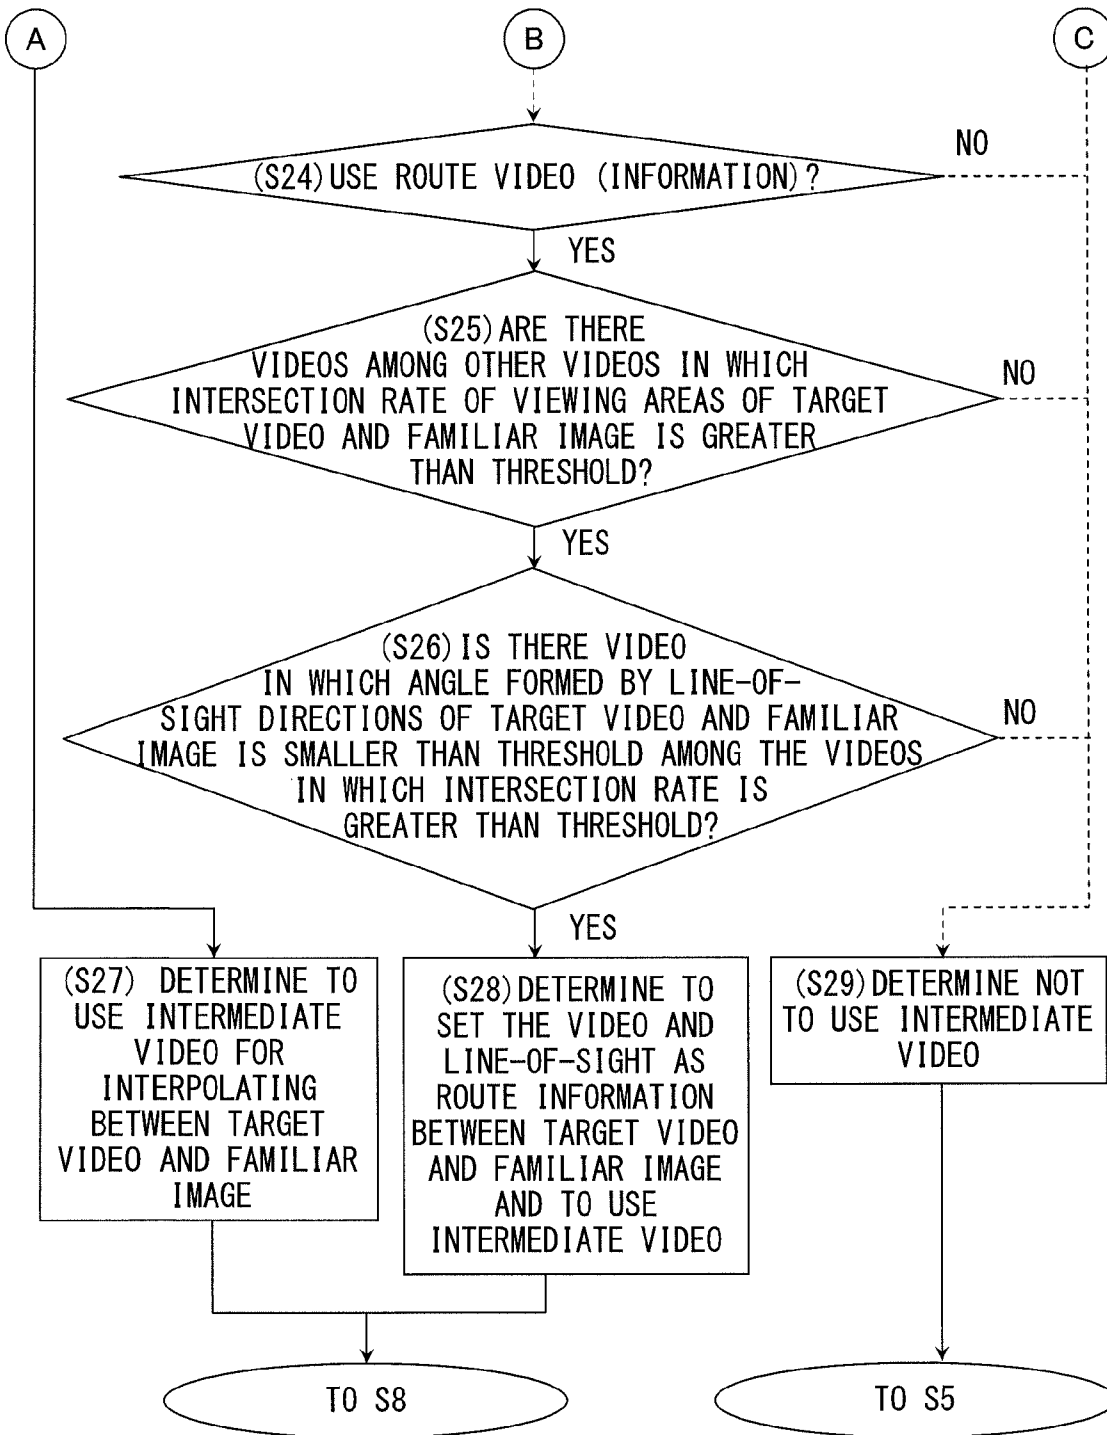 A
B
C
(S24) USE ROUTE VIDEO (INFORMATION)?
NO
YES
(S25) ARE THERE
VIDEOS AMONG OTHER VIDEOS IN WHICH
INTERSECTION RATE OF VIEWING AREAS OF TARGET
VIDEO AND FAMILIAR IMAGE IS GREATER
THAN THRESHOLD?
NO
YES
(S26) IS THERE VIDEO
IN WHICH ANGLE FORMED BY LINE-OF-
SIGHT DIRECTIONS OF TARGET VIDEO AND FAMILIAR
IMAGE IS SMALLER THAN THRESHOLD AMONG THE VIDEOS
IN WHICH INTERSECTION RATE IS
GREATER THAN THRESHOLD?
NO
YES
(S27) DETERMINE TO
USE INTERMEDIATE
VIDEO FOR
INTERPOLATING
BETWEEN TARGET
VIDEO AND FAMILIAR
IMAGE
(S28) DETERMINE TO
SET THE VIDEO AND
LINE-OF-SIGHT AS
ROUTE INFORMATION
BETWEEN TARGET VIDEO
AND FAMILIAR IMAGE
AND TO USE
INTERMEDIATE VIDEO
(S29) DETERMINE NOT
TO USE INTERMEDIATE
VIDEO
TO S8
TO S5